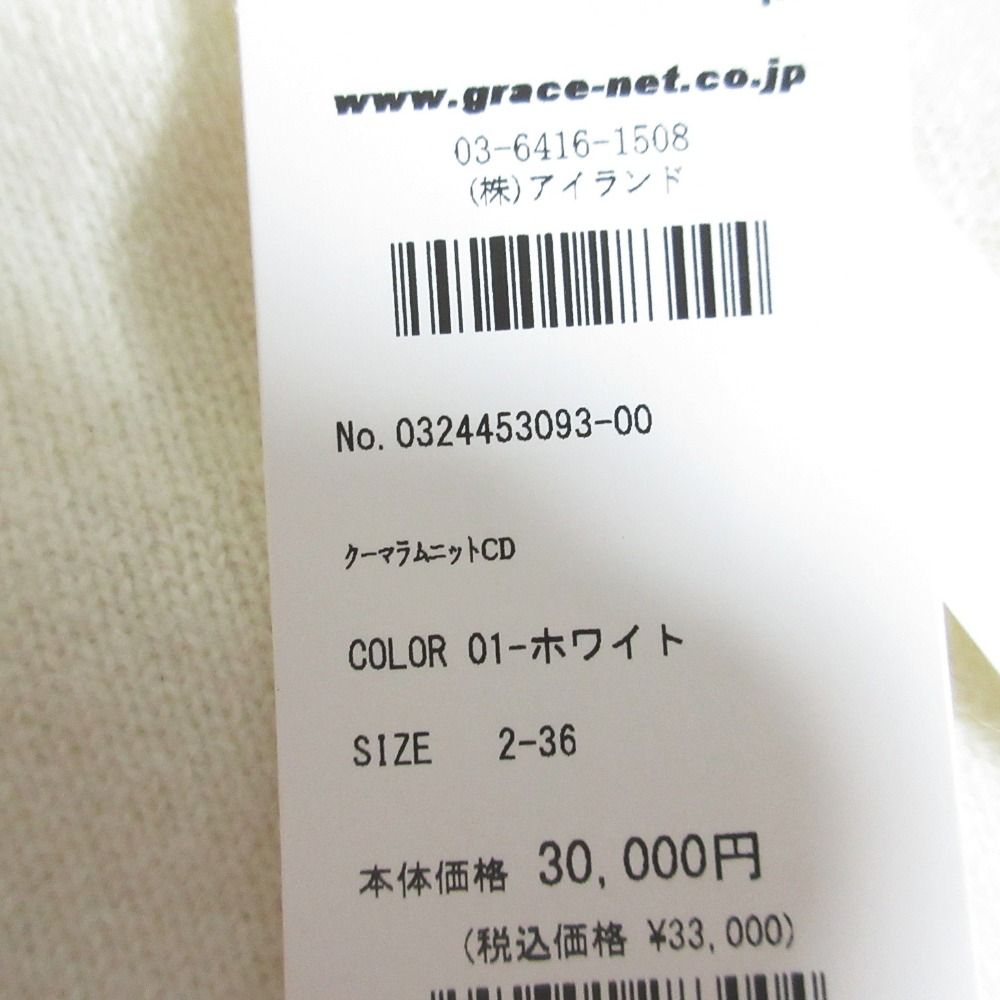 www.grace-net.co.jp
03-6416-1508
(株)アイランド
No. 0324453093-00
クーマラムニットCD
COLOR 01-ホワイト
SIZE 2-36
本体価格 30,000円
(税込価格 ¥33,000)